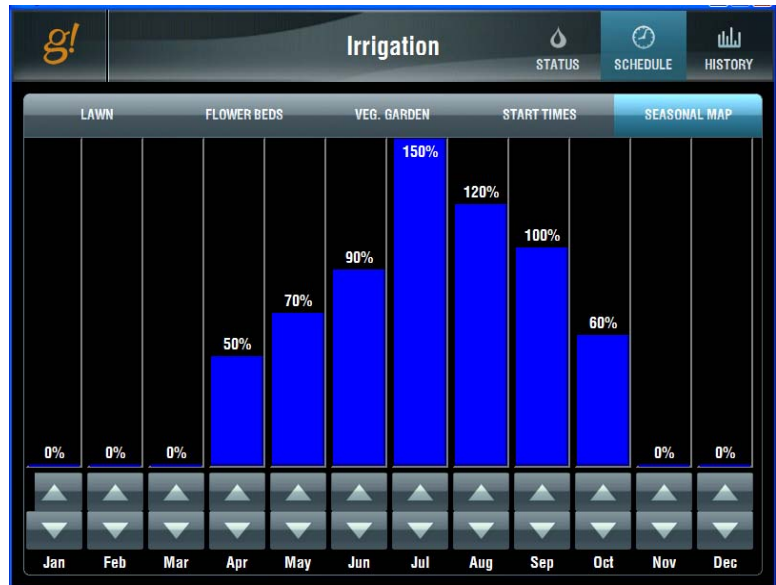 g!
Irrigation
STATUS
SCHEDULE
HISTORY
LAWN
FLOWER BEDS
VEG. GARDEN
START TIMES
SEASONAL MAP
0%
0%
0%
50%
70%
90%
150%
120%
100%
60%
0%
0%
Jan
Feb
Mar
Apr
May
Jun
Jul
Aug
Sep
Oct
Nov
Dec